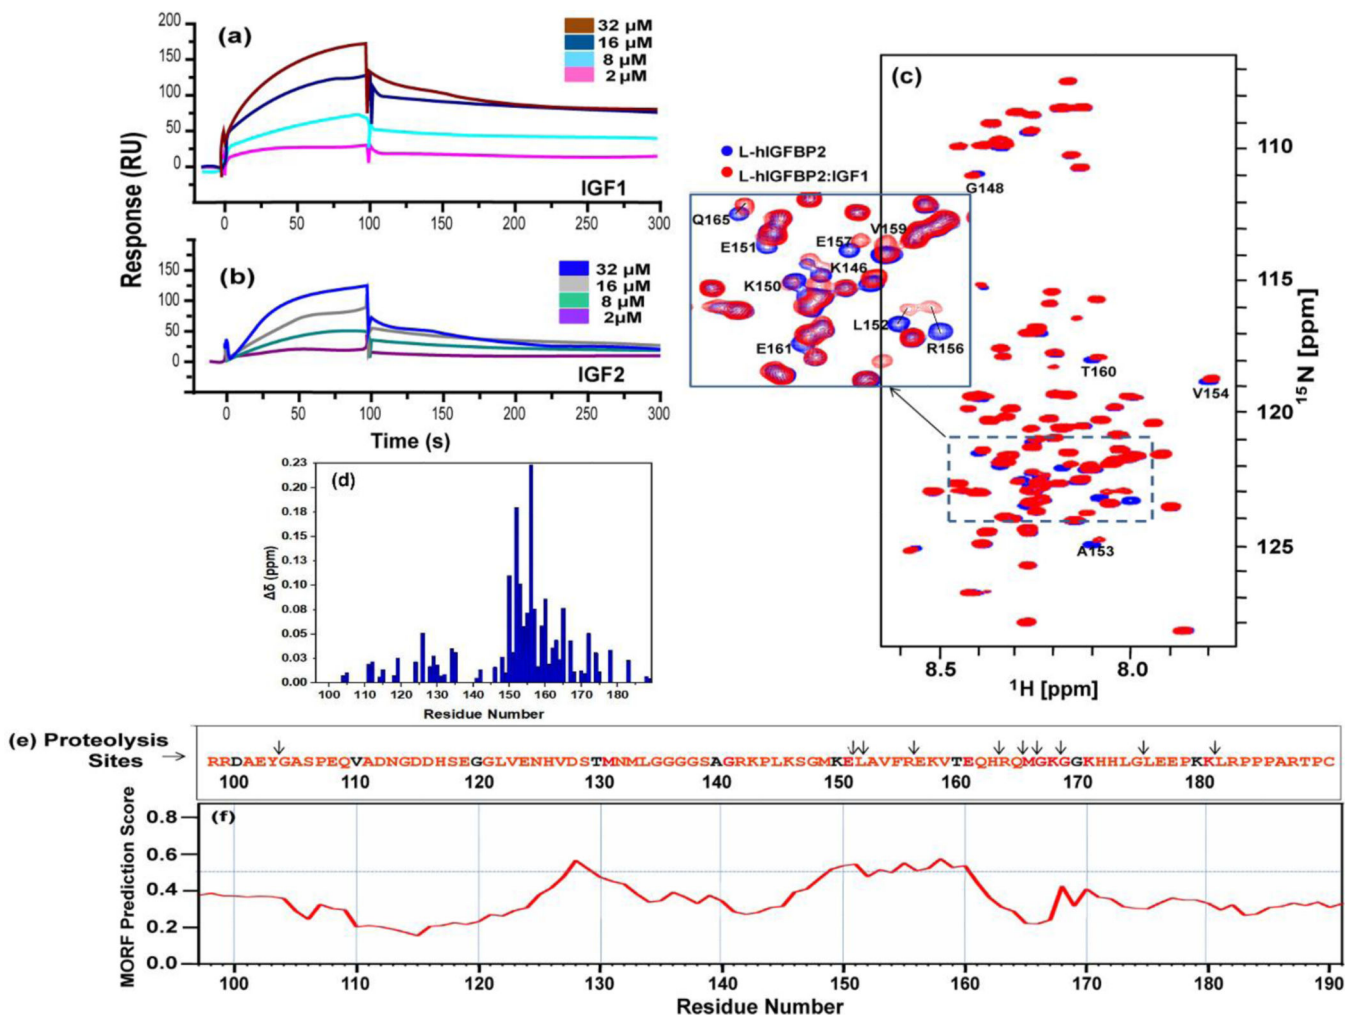 (a)
200
150
100
50
0
32 µM
16 µM
8 µM
2 µM
IGF1
0 50 100 150 200 250 300
Response (RU)
(b)
150
100
50
0
32 µM
16 µM
8 µM
2µM
IGF2
0 50 100 150 200 250 300
Time (s)
(c)
L-hIGFBP2
L-hIGFBP2:IGF1
Q165
E151
E157
V159
K146
K150
L152
R156
E161
G148
T160
V154
A153
110
115
120
125
15N [ppm]
8.5 8.0
1H [ppm]
(d)
0.23
0.20
0.18
0.15
0.13
0.10
0.08
0.05
0.03
0.00
Δδ (ppm)
100 110 120 130 140 150 160 170 180
Residue Number
(e) Proteolysis
Sites
RRDAEYGASPEQVADNGDDHSEGGLVENHVDSTMNMLGGGGSAGRKPLKSGMKELAVFREKVTEQHRQMGKGGKHHLGLEEPKKLRPPPARTPC
100 110 120 130 140 150 160 170 180
(f)
0.8
0.6
0.4
0.2
0.0
MORF Prediction Score
100 110 120 130 140 150 160 170 180 190
Residue Number